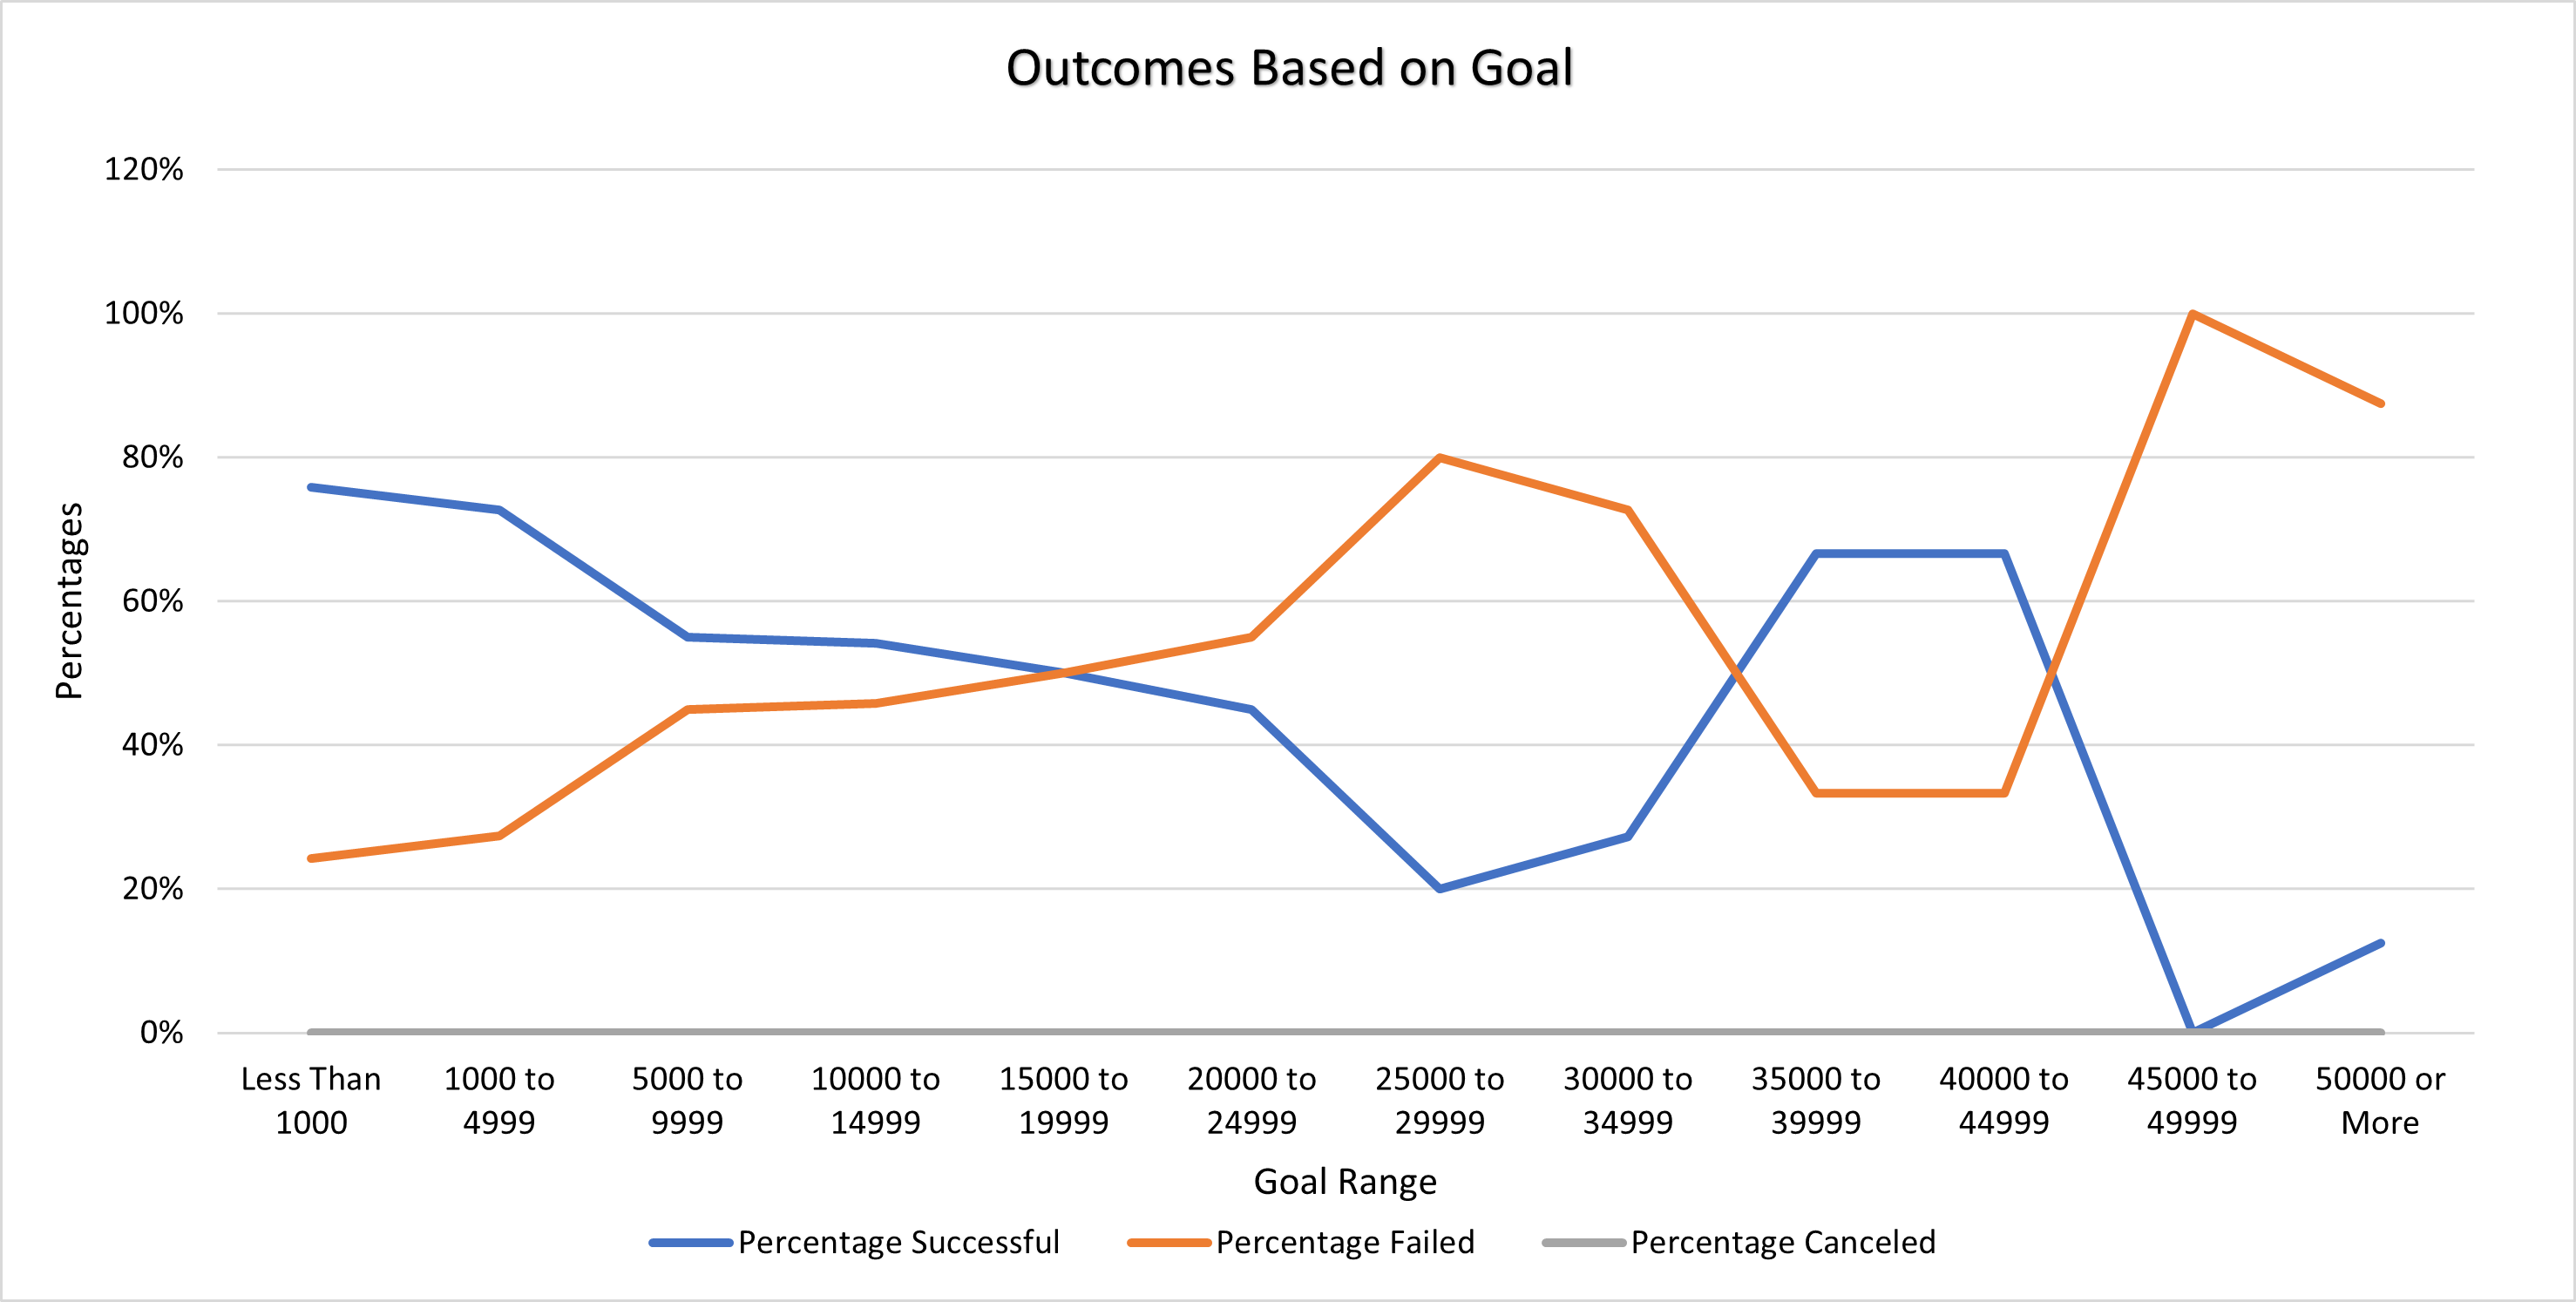 Outcomes Based on Goal
120%
100%
80%
60%
40%
20%
0%
Percentages
Less Than
1000
1000 to
4999
5000 to
9999
10000 to
14999
15000 to
19999
20000 to
24999
25000 to
29999
30000 to
34999
35000 to
39999
40000 to
44999
45000 to
49999
50000 or
More
Goal Range
Percentage Successful
Percentage Failed
Percentage Canceled